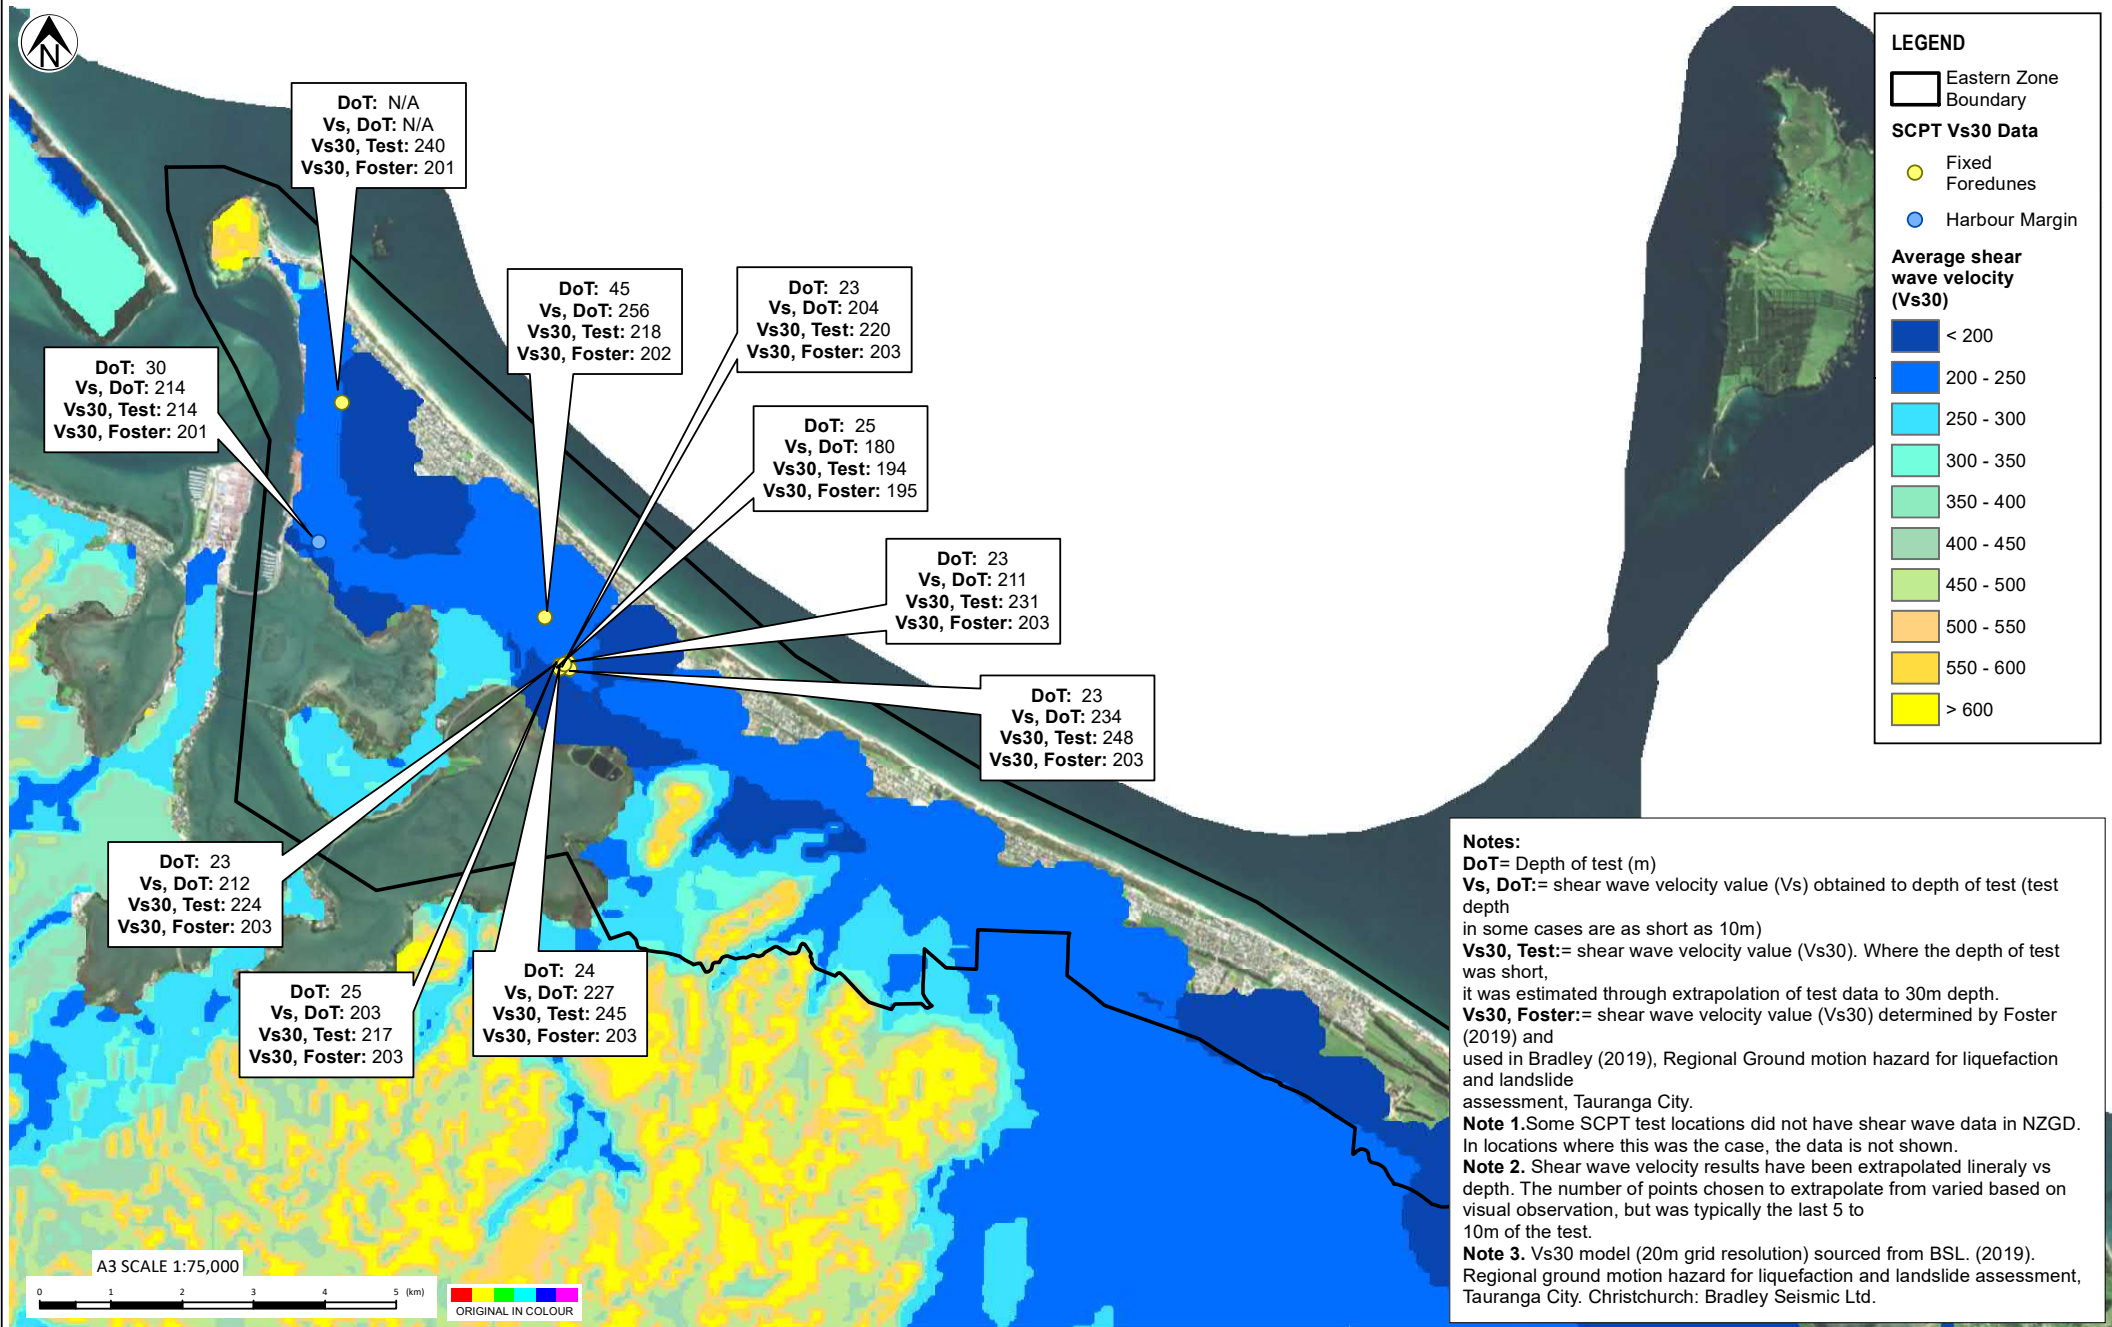 N
DoT: N/A
Vs, DoT: N/A
Vs30, Test: 240
Vs30, Foster: 201
DoT: 45
Vs, DoT: 256
Vs30, Test: 218
Vs30, Foster: 202
DoT: 23
Vs, DoT: 204
Vs30, Test: 220
Vs30, Foster: 203
DoT: 30
Vs, DoT: 214
Vs30, Test: 214
Vs30, Foster: 201
DoT: 25
Vs, DoT: 180
Vs30, Test: 194
Vs30, Foster: 195
DoT: 23
Vs, DoT: 211
Vs30, Test: 231
Vs30, Foster: 203
DoT: 23
Vs, DoT: 234
Vs30, Test: 248
Vs30, Foster: 203
DoT: 23
Vs, DoT: 212
Vs30, Test: 224
Vs30, Foster: 203
DoT: 25
Vs, DoT: 203
Vs30, Test: 217
Vs30, Foster: 203
DoT: 24
Vs, DoT: 227
Vs30, Test: 245
Vs30, Foster: 203
A3 SCALE 1:75,000
0 1 2 3 4 5 (km)
ORIGINAL IN COLOUR
LEGEND
Eastern Zone
Boundary
SCPT Vs30 Data
Fixed
Foredunes
Harbour Margin
Average shear
wave velocity
(Vs30)
< 200
200 - 250
250 - 300
300 - 350
350 - 400
400 - 450
450 - 500
500 - 550
550 - 600
> 600
Notes:
DoT= Depth of test (m)
Vs, DoT:= shear wave velocity value (Vs) obtained to depth of test (test
depth
in some cases are as short as 10m)
Vs30, Test:= shear wave velocity value (Vs30). Where the depth of test
was short,
it was estimated through extrapolation of test data to 30m depth.
Vs30, Foster:= shear wave velocity value (Vs30) determined by Foster
(2019) and
used in Bradley (2019), Regional Ground motion hazard for liquefaction
and landslide
assessment, Tauranga City.
Note 1.Some SCPT test locations did not have shear wave data in NZGD.
In locations where this was the case, the data is not shown.
Note 2. Shear wave velocity results have been extrapolated lineraly vs
depth. The number of points chosen to extrapolate from varied based on
visual observation, but was typically the last 5 to
10m of the test.
Note 3. Vs30 model (20m grid resolution) sourced from BSL. (2019).
Regional ground motion hazard for liquefaction and landslide assessment,
Tauranga City. Christchurch: Bradley Seismic Ltd.